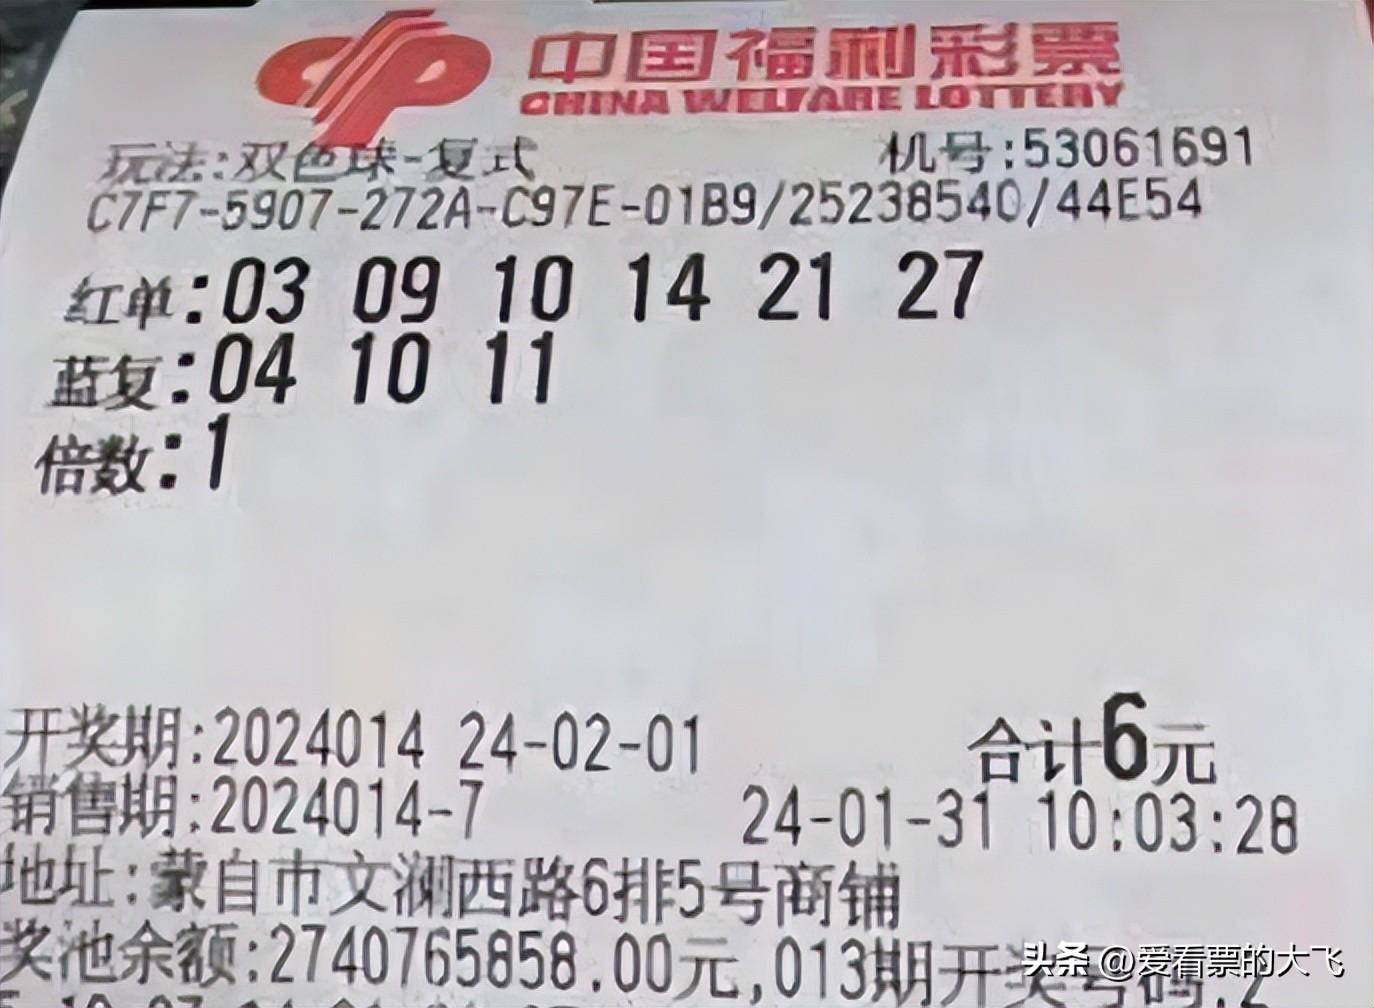 中国福利彩票
CHINA WELFARE LOTTERY
玩法:双色球-复式 机号:53061691
C7F7-5907-272A-C97E-01B9/25238540/44E54
红单:03 09 10 14 21 27
蓝复:04 10 11
倍数:1
开奖期:2024014 24-02-01 合计6元
销售期:2024014-7 24-01-31 10:03:28
地址:蒙自市文澜西路6排5号商铺
奖池余额:2740765858.00元,013期开奖号码:2
头条 @爱看票的大飞